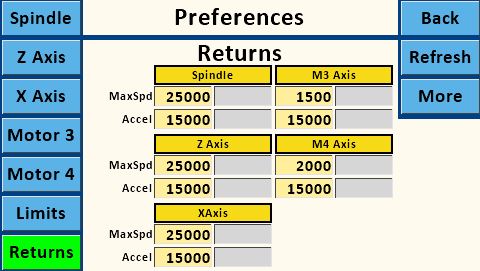 Spindle
Preferences
Back
Z Axis
Returns
Refresh
X Axis
Spindle
M3 Axis
More
MaxSpd 25000 1500
Accel 15000 15000
Motor 3
Z Axis
M4 Axis
MaxSpd 25000 2000
Motor 4
Accel 15000 15000
Limits
XAxis
MaxSpd 25000
Returns
Accel 15000